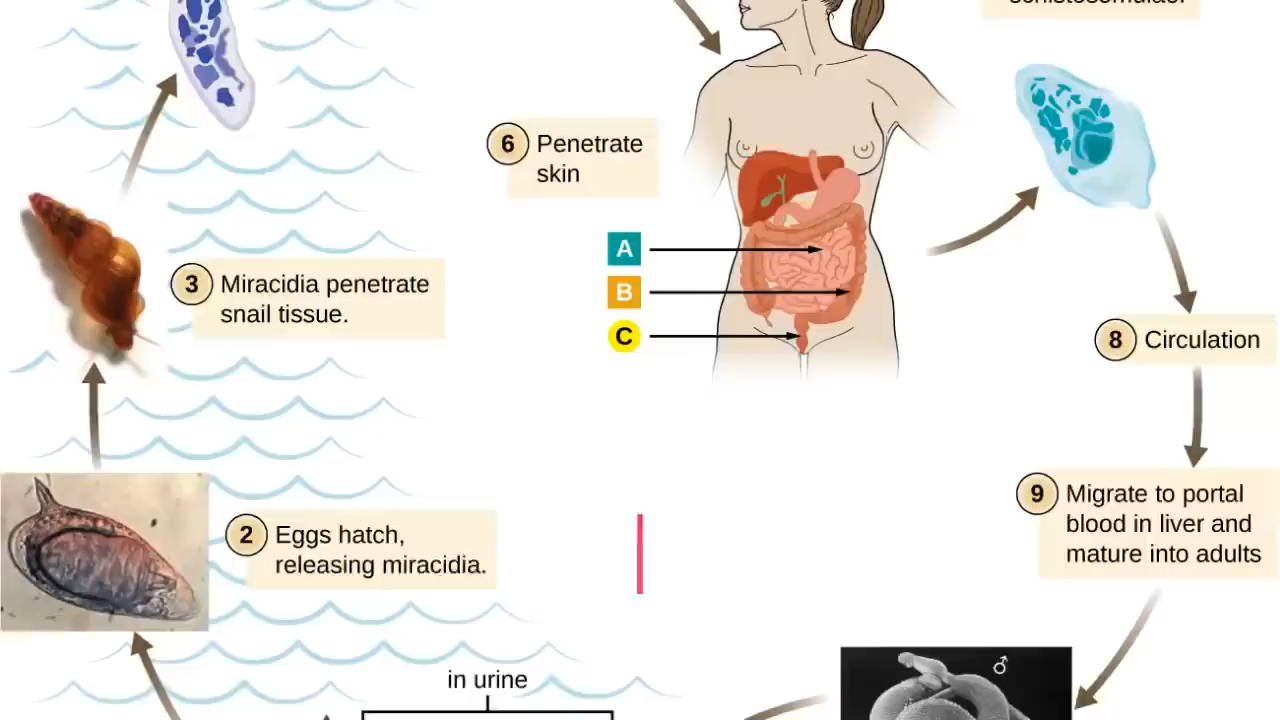 schistosomulae.
6 Penetrate
skin
A
B
C
3 Miracidia penetrate
snail tissue.
8 Circulation
9 Migrate to portal
blood in liver and
mature into adults
2 Eggs hatch,
releasing miracidia.
in urine
♂